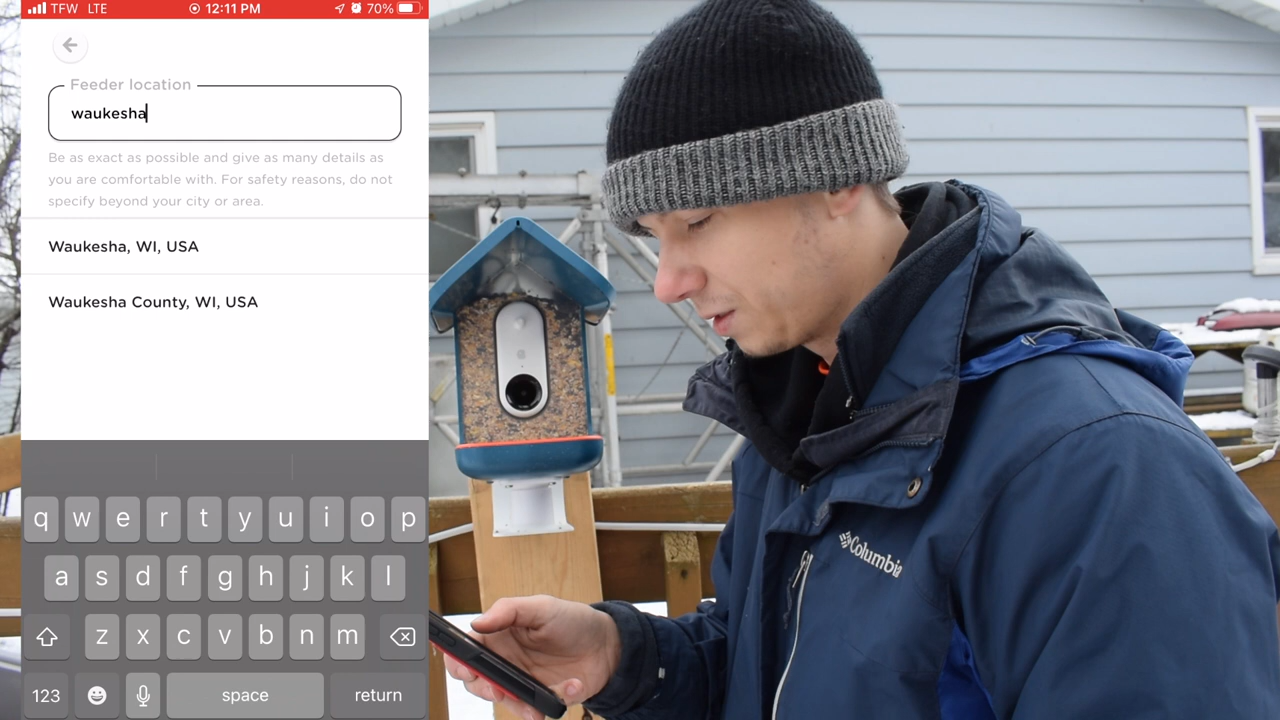 TFW LTE 12:11 PM 70%
Feeder location
waukesha
Be as exact as possible and give as many details as
you are comfortable with. For safety reasons, do not
specify beyond your city or area.
Waukesha, WI, USA
Waukesha County, WI, USA
q w e r t y u i o p
a s d f g h j k l
z x c v b n m
123 space return
Columbia